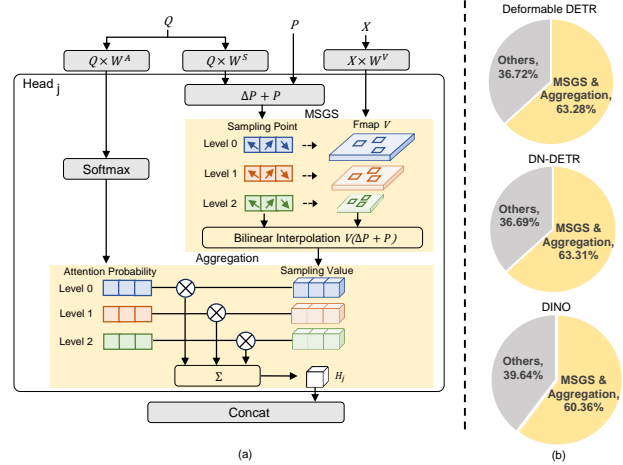 Q
P
X
Q × W^A
Q × W^S
X × W^V
Head j
ΔP + P
MSGS
Sampling Point
Fmap V
Level 0
Level 1
Level 2
Softmax
Bilinear Interpolation V(ΔP + P)
Aggregation
Attention Probability
Sampling Value
Level 0
Level 1
Level 2
Σ
H_j
Concat
(a)
Deformable DETR
Others,
36.72%
MSGS &
Aggregation,
63.28%
DN-DETR
Others,
36.69%
MSGS &
Aggregation,
63.31%
DINO
Others,
39.64%
MSGS &
Aggregation,
60.36%
(b)